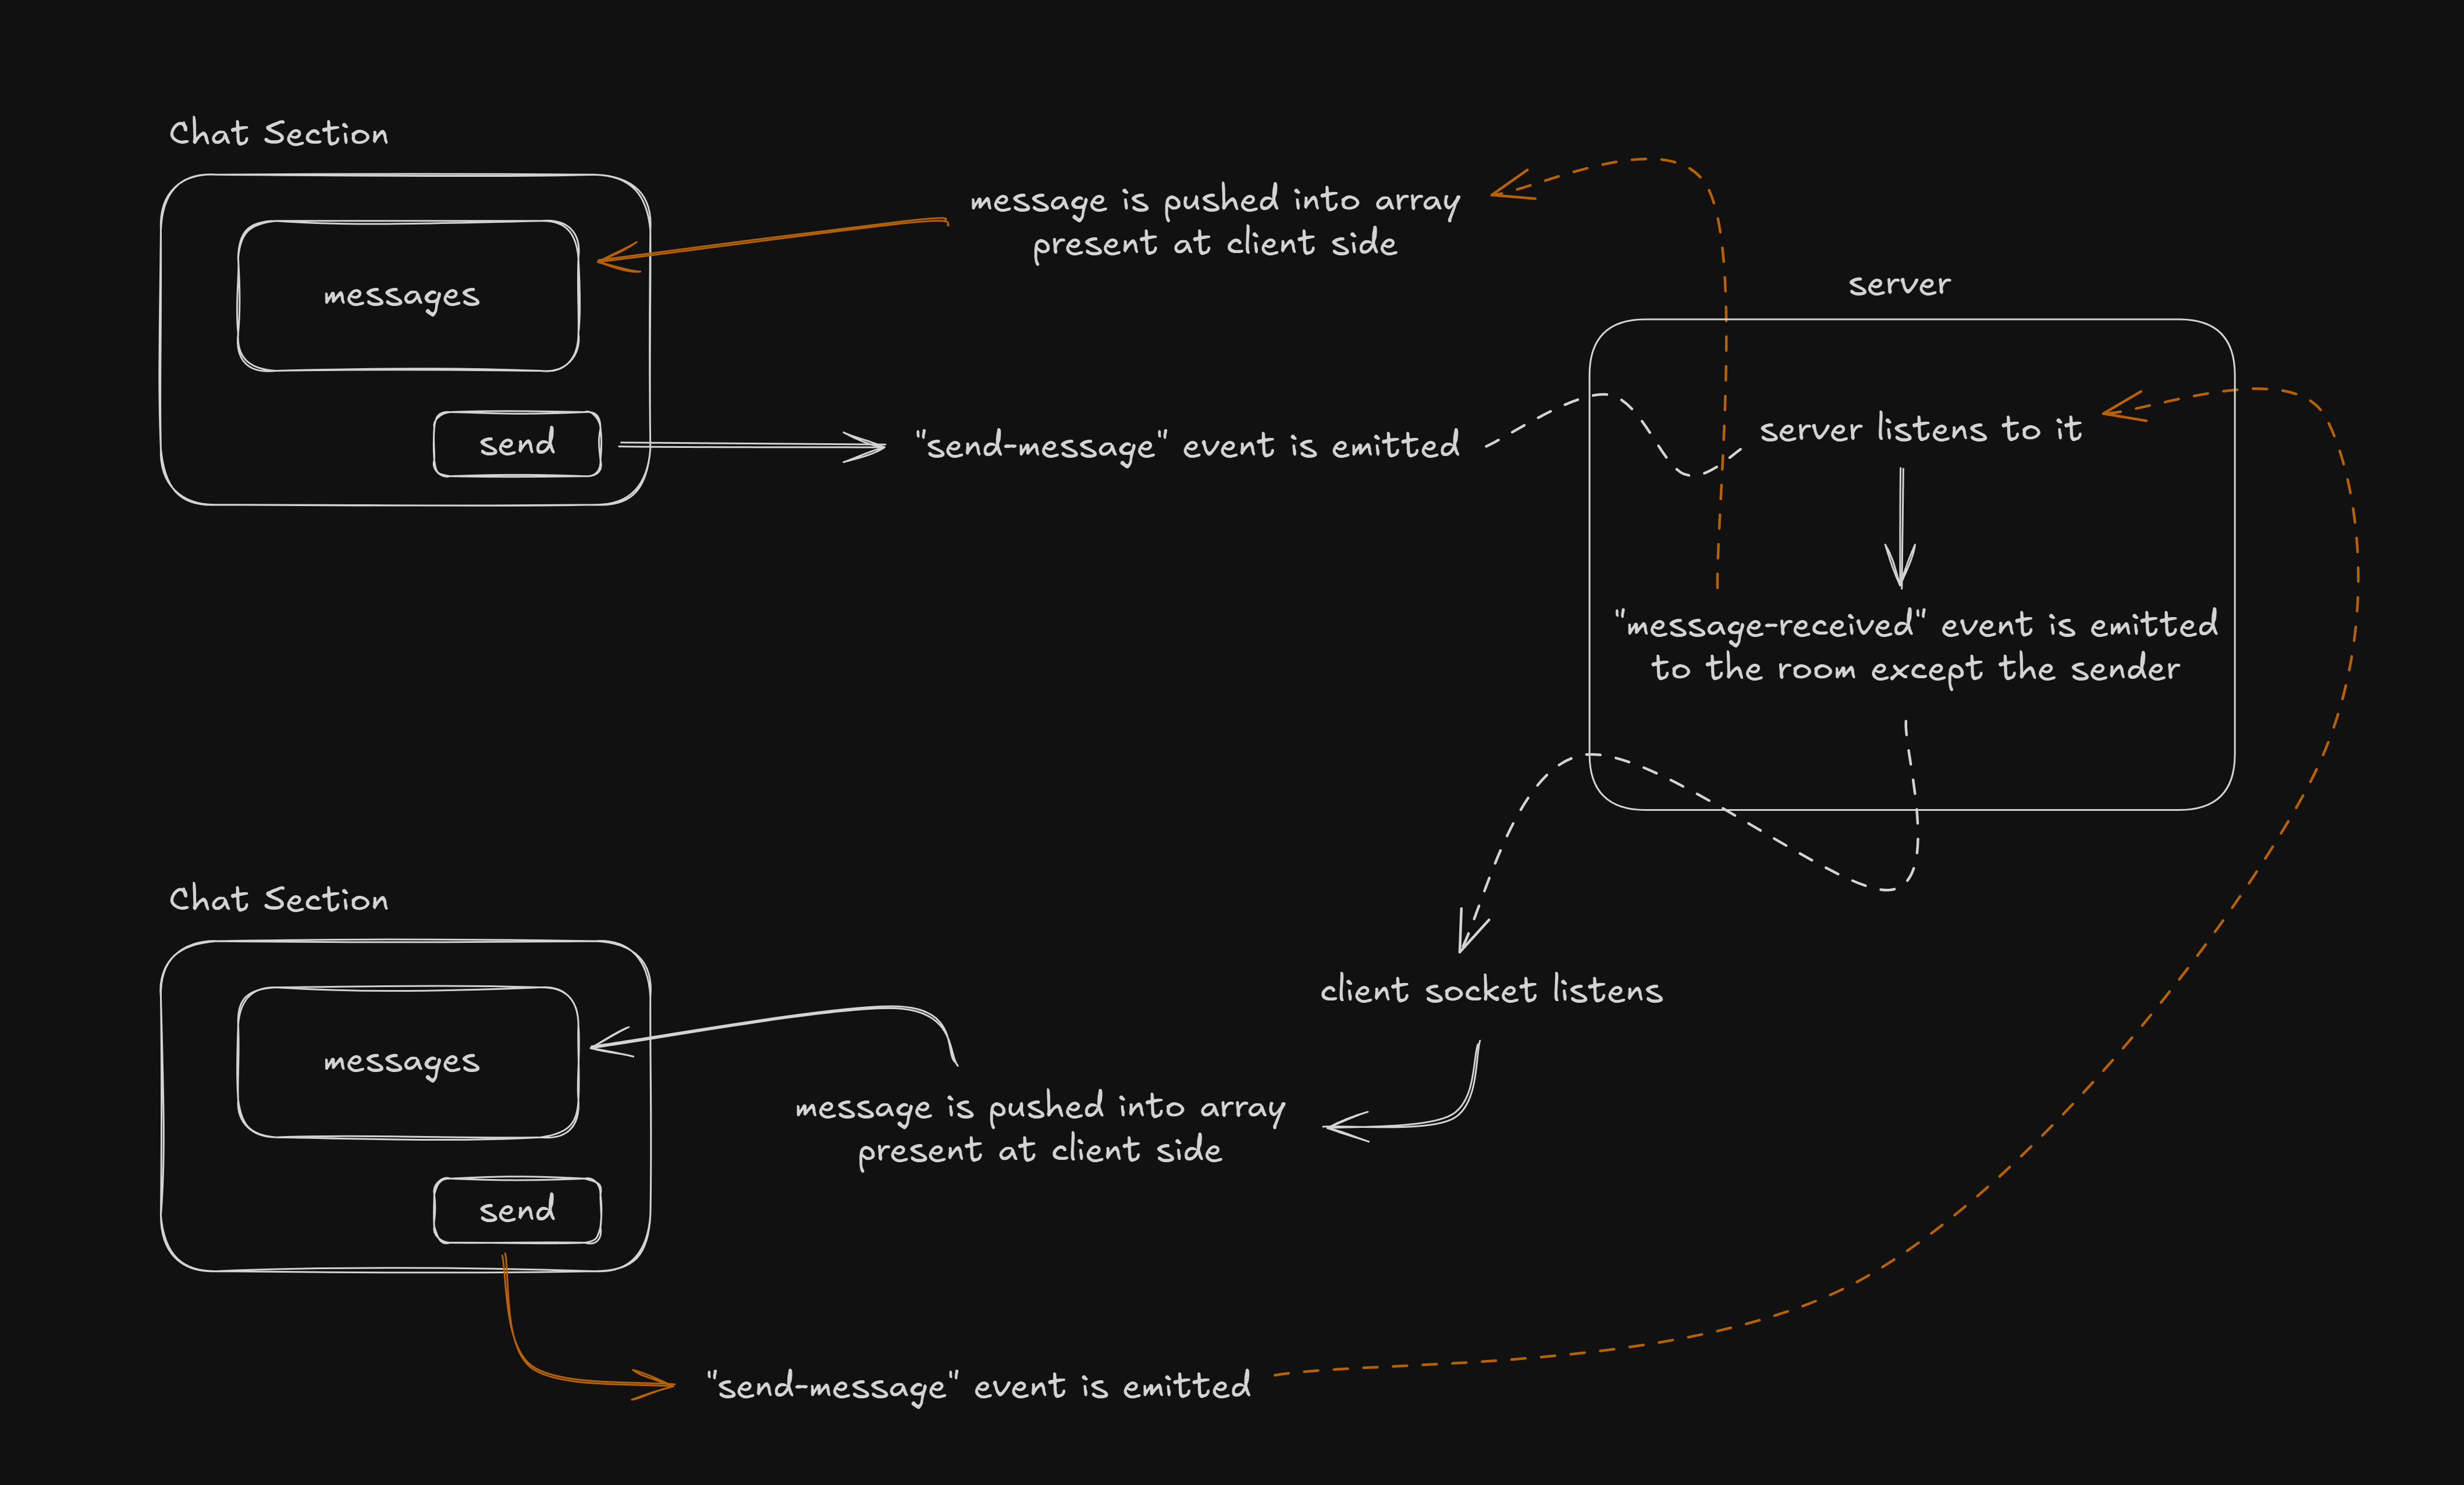 Chat Section
message is pushed into array
present at client side
messages
server
send
"send-message" event is emitted
server listens to it
"message-received" event is emitted
to the room except the sender
Chat Section
client socket listens
messages
message is pushed into array
present at client side
send
"send-message" event is emitted